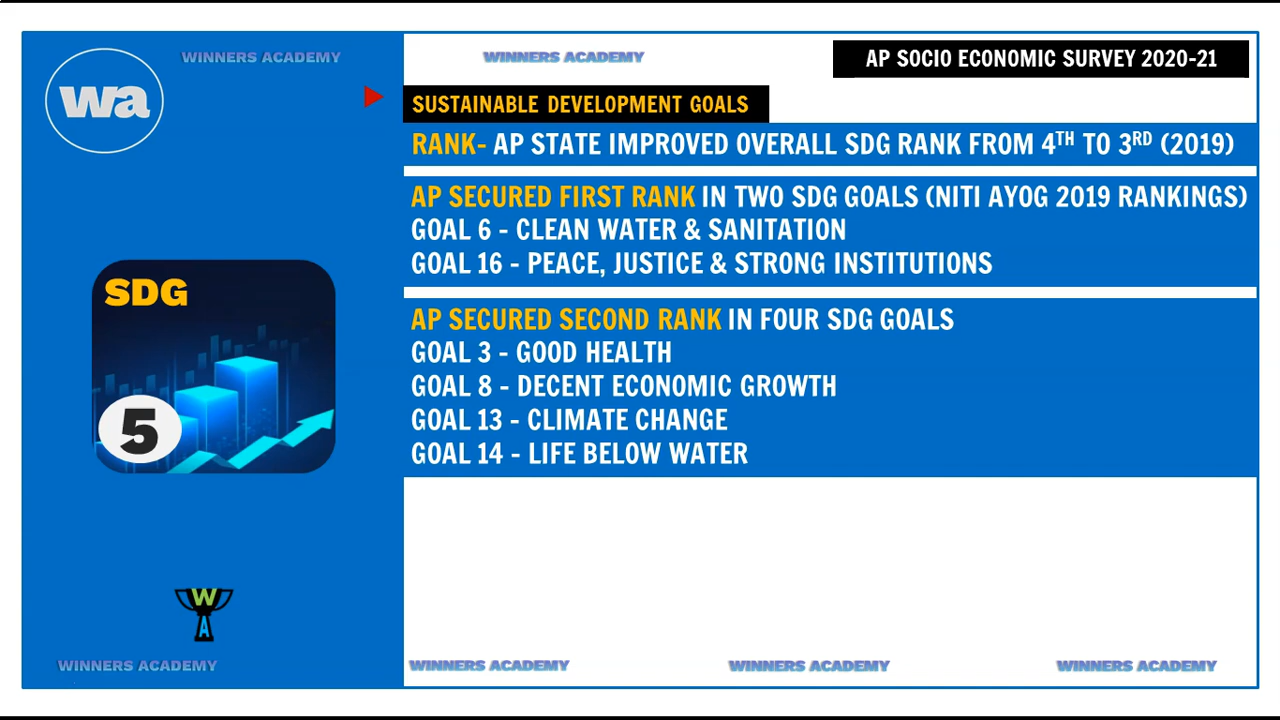 WINNERS ACADEMY
WINNERS ACADEMY
AP SOCIO ECONOMIC SURVEY 2020-21
wa
SUSTAINABLE DEVELOPMENT GOALS
RANK- AP STATE IMPROVED OVERALL SDG RANK FROM 4TH TO 3RD (2019)
AP SECURED FIRST RANK IN TWO SDG GOALS (NITI AYOG 2019 RANKINGS)
GOAL 6 - CLEAN WATER & SANITATION
GOAL 16 - PEACE, JUSTICE & STRONG INSTITUTIONS
SDG
5
AP SECURED SECOND RANK IN FOUR SDG GOALS
GOAL 3 - GOOD HEALTH
GOAL 8 - DECENT ECONOMIC GROWTH
GOAL 13 - CLIMATE CHANGE
GOAL 14 - LIFE BELOW WATER
W
A
WINNERS ACADEMY
WINNERS ACADEMY
WINNERS ACADEMY
WINNERS ACADEMY